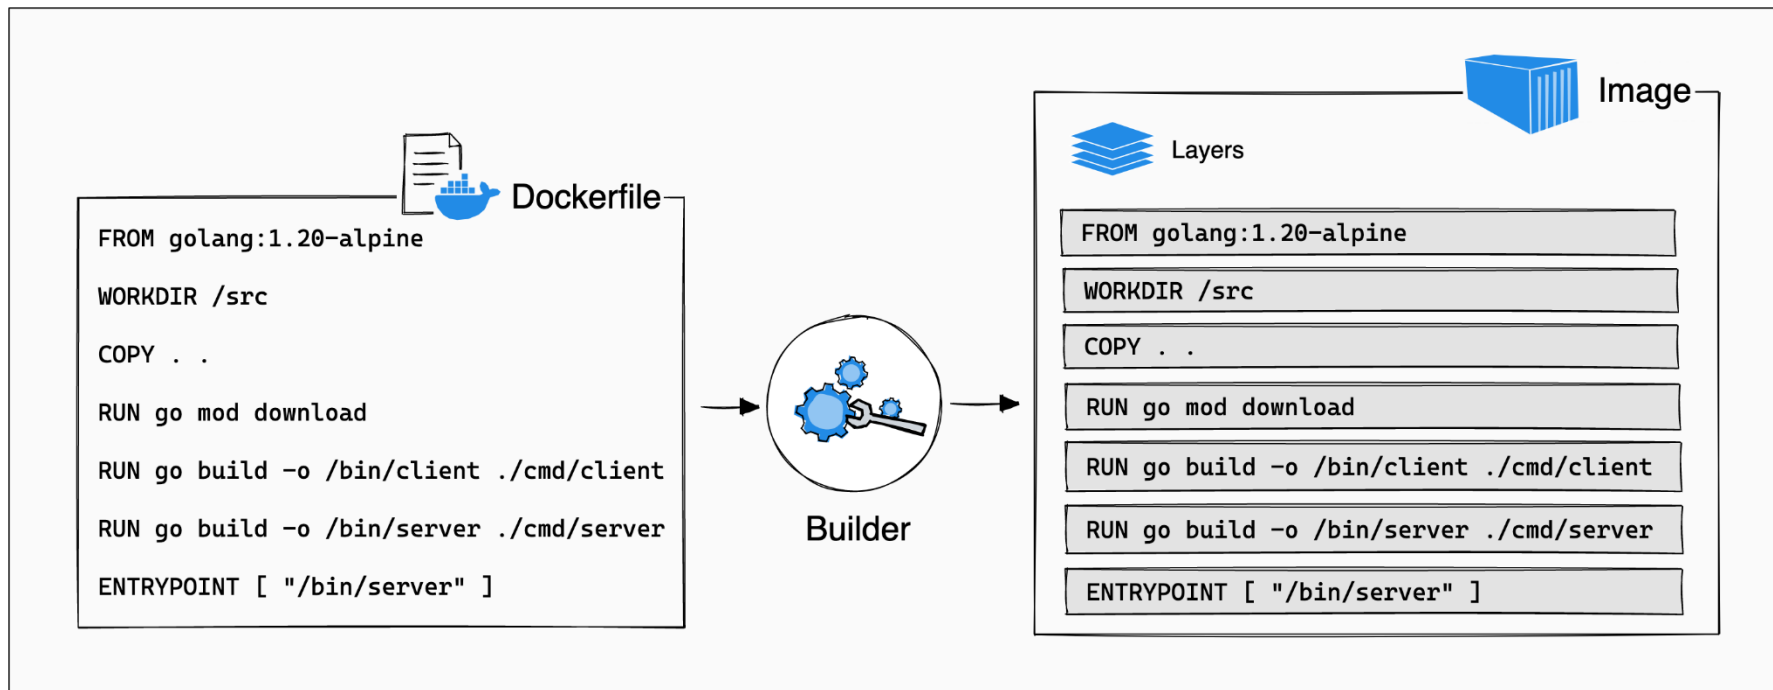 Dockerfile
FROM golang:1.20-alpine
WORKDIR /src
COPY . .
RUN go mod download
RUN go build -o /bin/client ./cmd/client
RUN go build -o /bin/server ./cmd/server
ENTRYPOINT [ "/bin/server" ]
Builder
Image
Layers
FROM golang:1.20-alpine
WORKDIR /src
COPY . .
RUN go mod download
RUN go build -o /bin/client ./cmd/client
RUN go build -o /bin/server ./cmd/server
ENTRYPOINT [ "/bin/server" ]